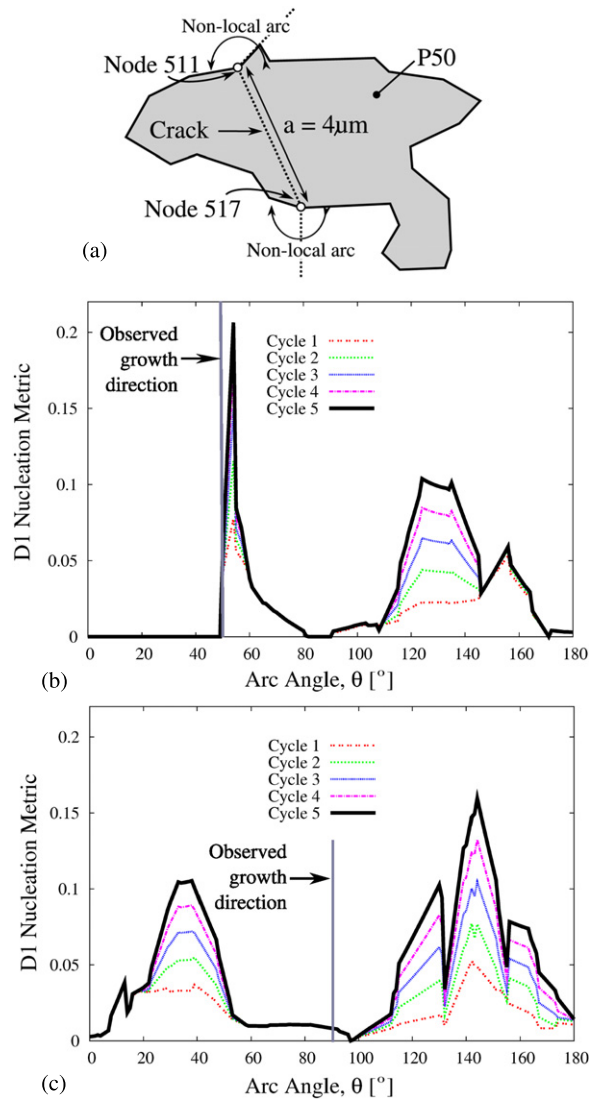 Non-local arc
Node 511
P50
Crack
a = 4μm
Node 517
Non-local arc
(a)
D1 Nucleation Metric
0.2
0.15
0.1
0.05
0
Observed
growth
direction
Cycle 1
Cycle 2
Cycle 3
Cycle 4
Cycle 5
0 20 40 60 80 100 120 140 160 180
Arc Angle, θ [°]
(b)
D1 Nucleation Metric
0.2
0.15
0.1
0.05
0
Cycle 1
Cycle 2
Cycle 3
Cycle 4
Cycle 5
Observed
growth
direction
0 20 40 60 80 100 120 140 160 180
Arc Angle, θ [°]
(c)